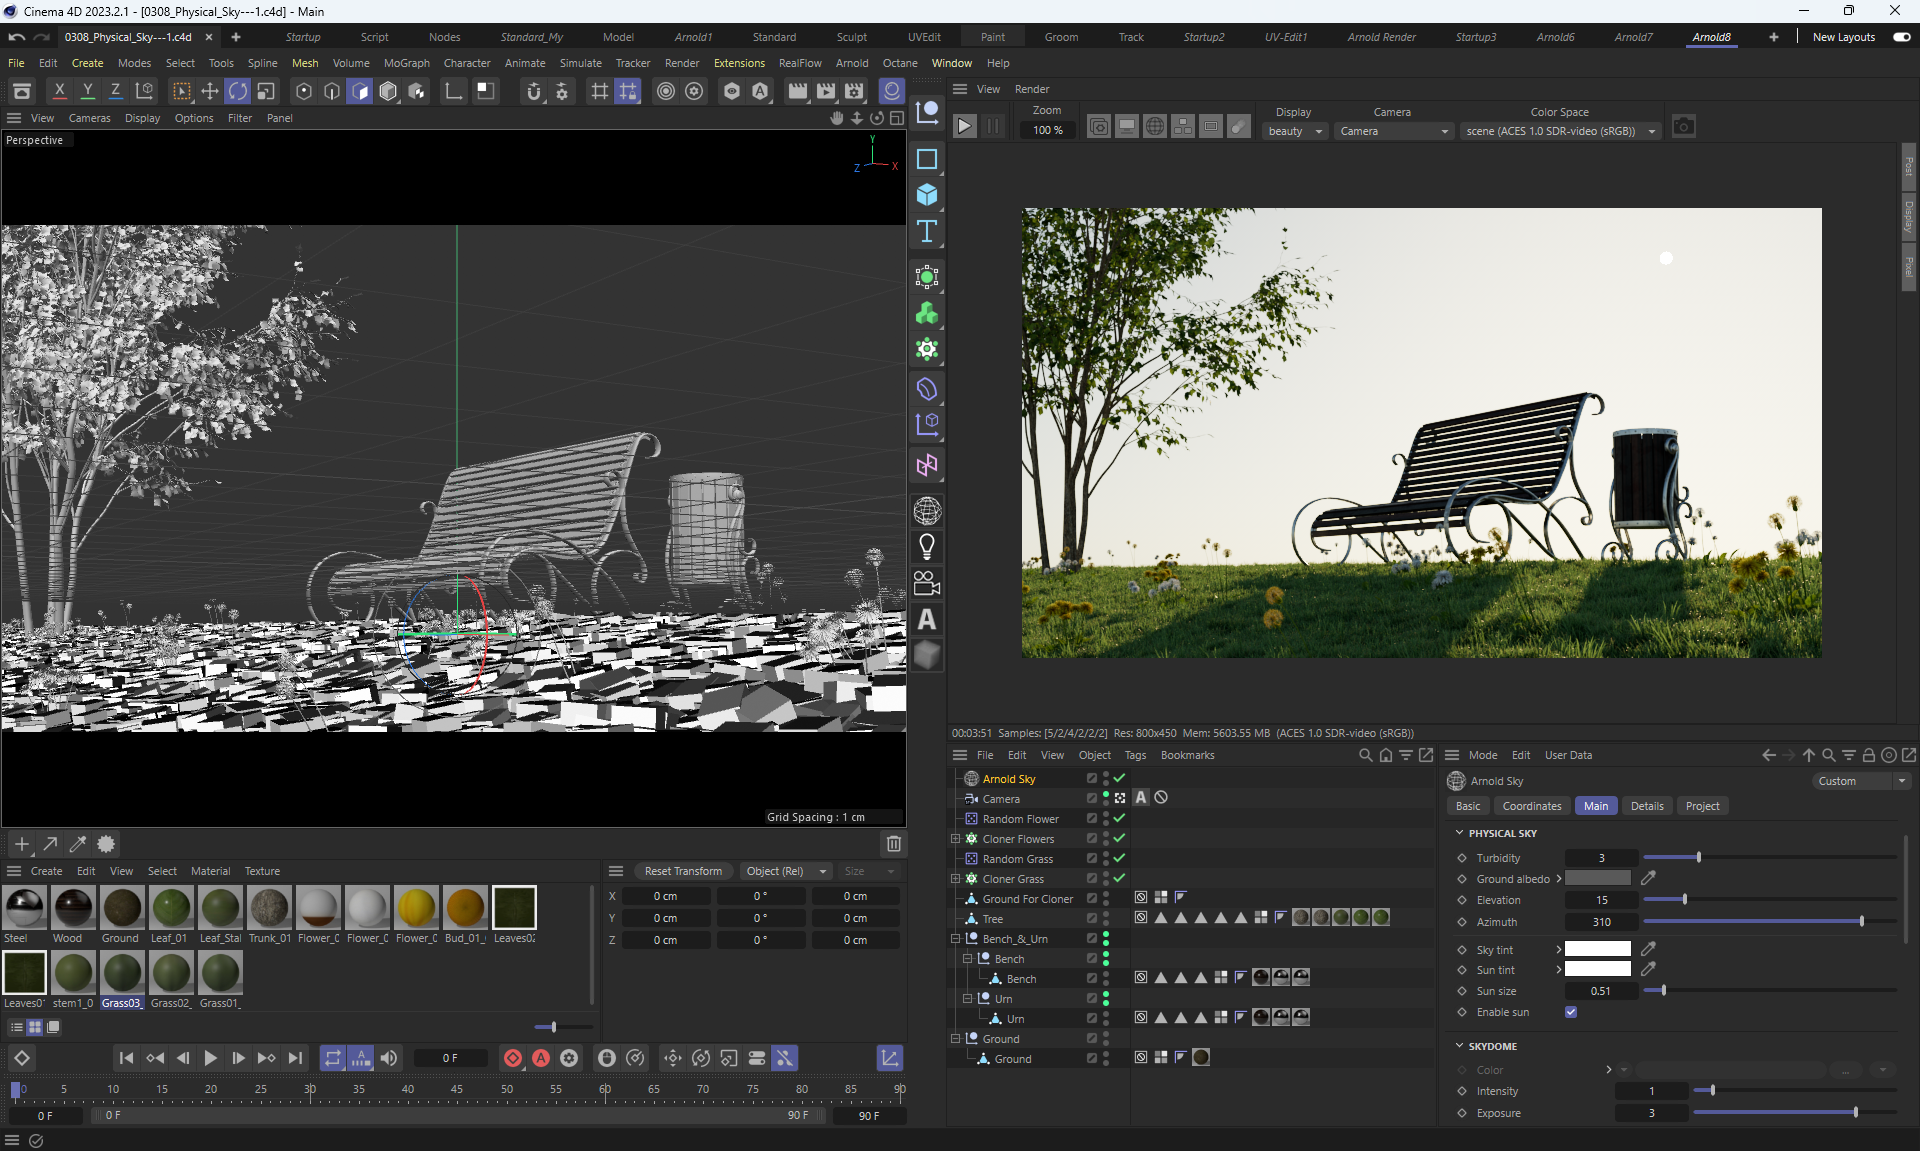 Cinema 4D 2023.2.1 - [0308_Physical_Sky---1.c4d] - Main
0308_Physical_Sky---1.c4d
Startup Script Nodes Standard_My Model Arnold1 Standard Sculpt UVEdit Paint Groom Track Startup2 UV-Edit1 Arnold Render Startup3 Arnold6 Arnold7 Arnold8 New Layouts
File Edit Create Modes Select Tools Spline Mesh Volume MoGraph Character Animate Simulate Tracker Render Extensions RealFlow Arnold Octane Window Help
X Y Z
View Cameras Display Options Filter Panel
Perspective
Y
Z X
Grid Spacing : 1 cm
View Render
Zoom Display Camera Color Space
100 % beauty Camera scene (ACES 1.0 SDR-video (sRGB))
Post
Display
Pixel
00:03:51 Samples: [5/2/4/2/2/2] Res: 800x450 Mem: 5603.55 MB (ACES 1.0 SDR-video (sRGB))
Create Edit View Select Material Texture
Steel Wood Ground Leaf_01 Leaf_Stal Trunk_01 Flower_0 Flower_0 Flower_0 Bud_01_ Leaves02
Leaves01 stem1_0 Grass03_ Grass02_ Grass01_
Reset Transform Object (Rel) Size
X 0 cm 0 ° 0 cm
Y 0 cm 0 ° 0 cm
Z 0 cm 0 ° 0 cm
0 F
0 5 10 15 20 25 30 35 40 45 50 55 60 65 70 75 80 85 90
0 F 0 F 90 F 90 F
File Edit View Object Tags Bookmarks
Arnold Sky
Camera
Random Flower
Cloner Flowers
Random Grass
Cloner Grass
Ground For Cloner
Tree
Bench_&_Urn
Bench
Bench
Urn
Urn
Ground
Ground
Mode Edit User Data
Arnold Sky Custom
Basic Coordinates Main Details Project
PHYSICAL SKY
Turbidity 3
Ground albedo
Elevation 15
Azimuth 310
Sky tint
Sun tint
Sun size 0.51
Enable sun
SKYDOME
Color ...
Intensity 1
Exposure 3